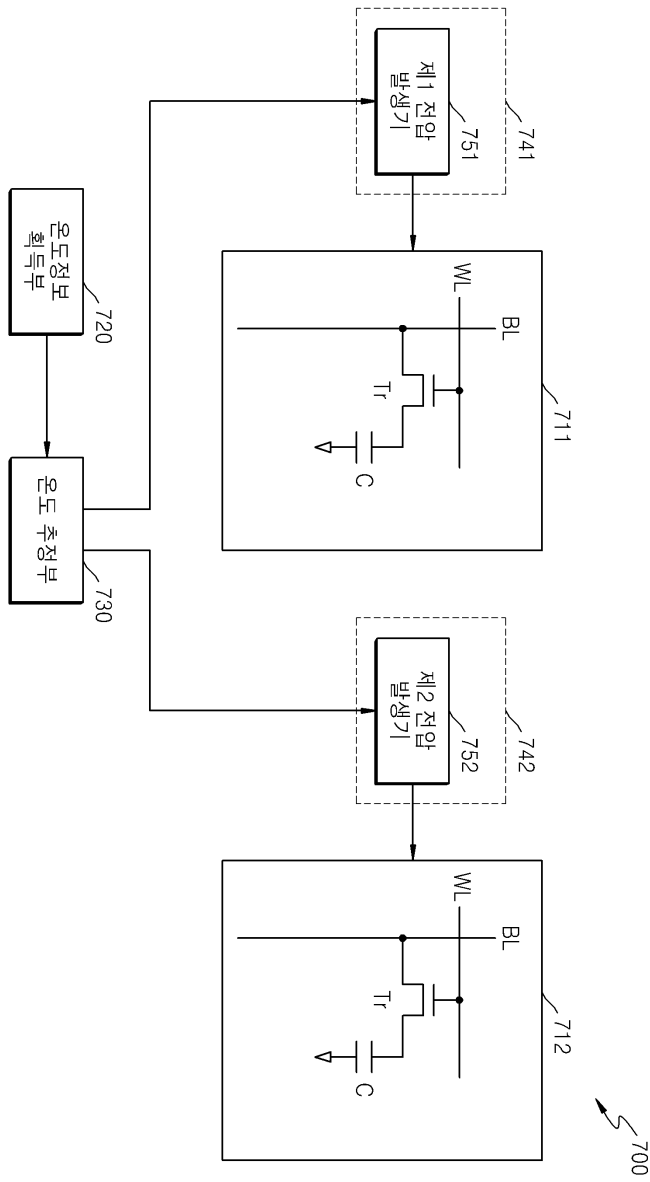 700
741
751
제1 전압
발생기
711
BL
WL
Tr
C
742
752
제2 전압
발생기
712
BL
WL
Tr
C
720
온도정보
획득부
730
온도 추정부